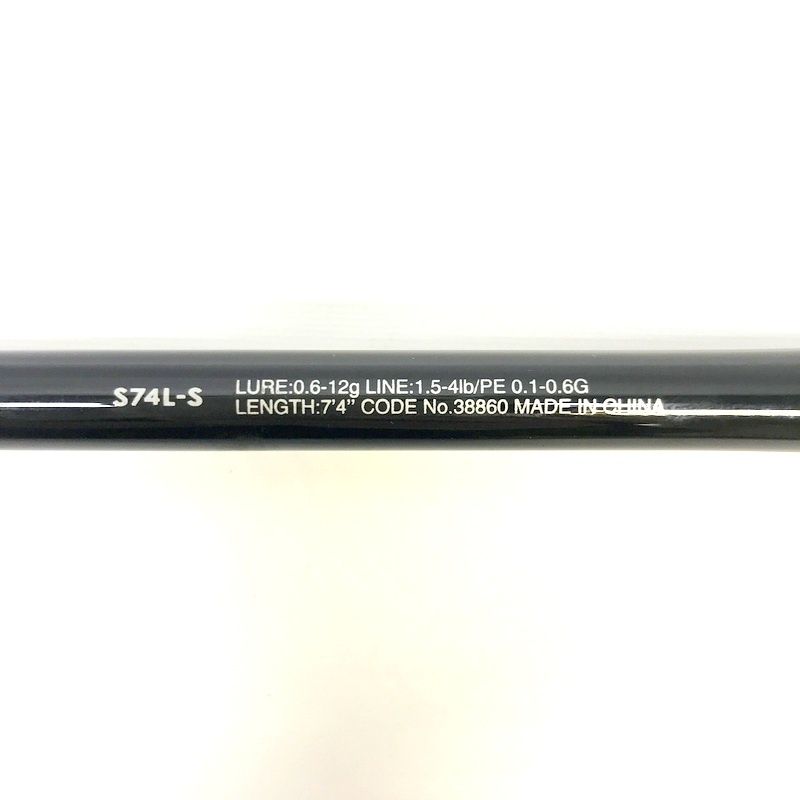 S74L-S
LURE:0.6-12g LINE:1.5-4lb/PE 0.1-0.6G
LENGTH:7'4" CODE No.38860 MADE IN CHINA